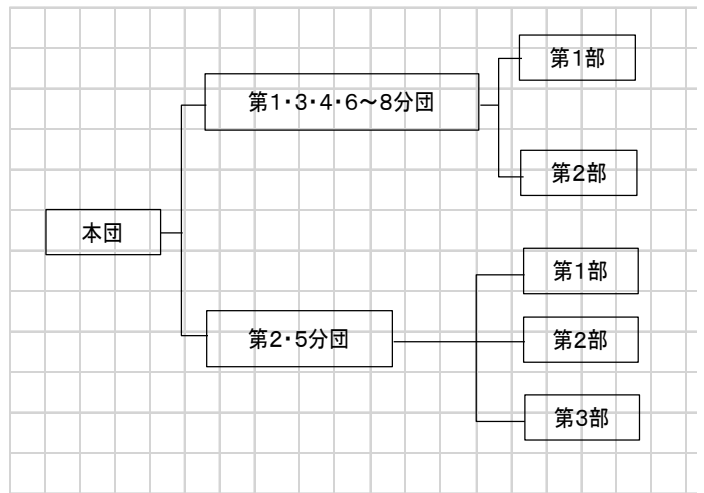 本団
第1・3・4・6～8分団
第1部
第2部
第2・5分団
第1部
第2部
第3部